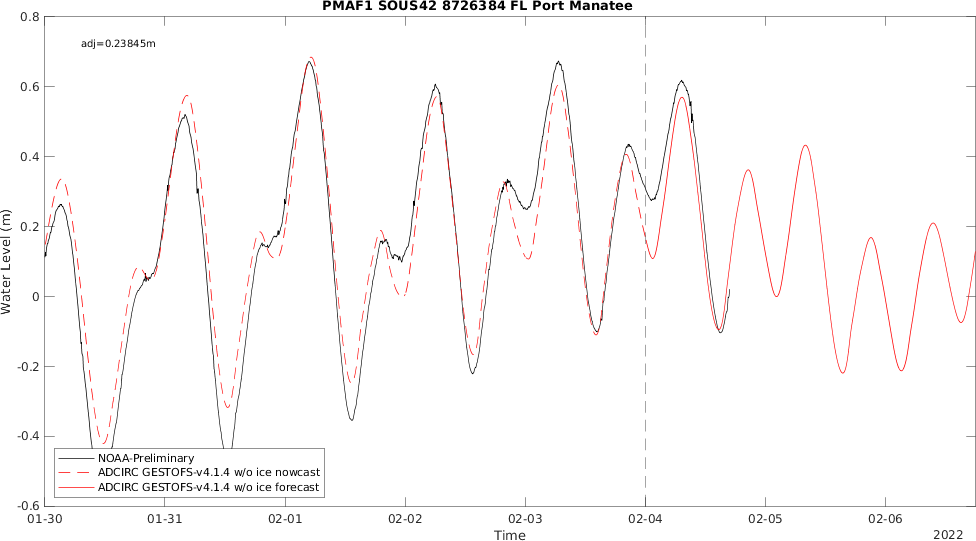 PMAF1 SOUS42 8726384 FL Port Manatee
adj=0.23845m
Water Level (m)
0.8
0.6
0.4
0.2
0
-0.2
-0.4
-0.6
NOAA-Preliminary
ADCIRC GESTOFS-v4.1.4 w/o ice nowcast
ADCIRC GESTOFS-v4.1.4 w/o ice forecast
01-30 01-31 02-01 02-02 02-03 02-04 02-05 02-06
Time
2022